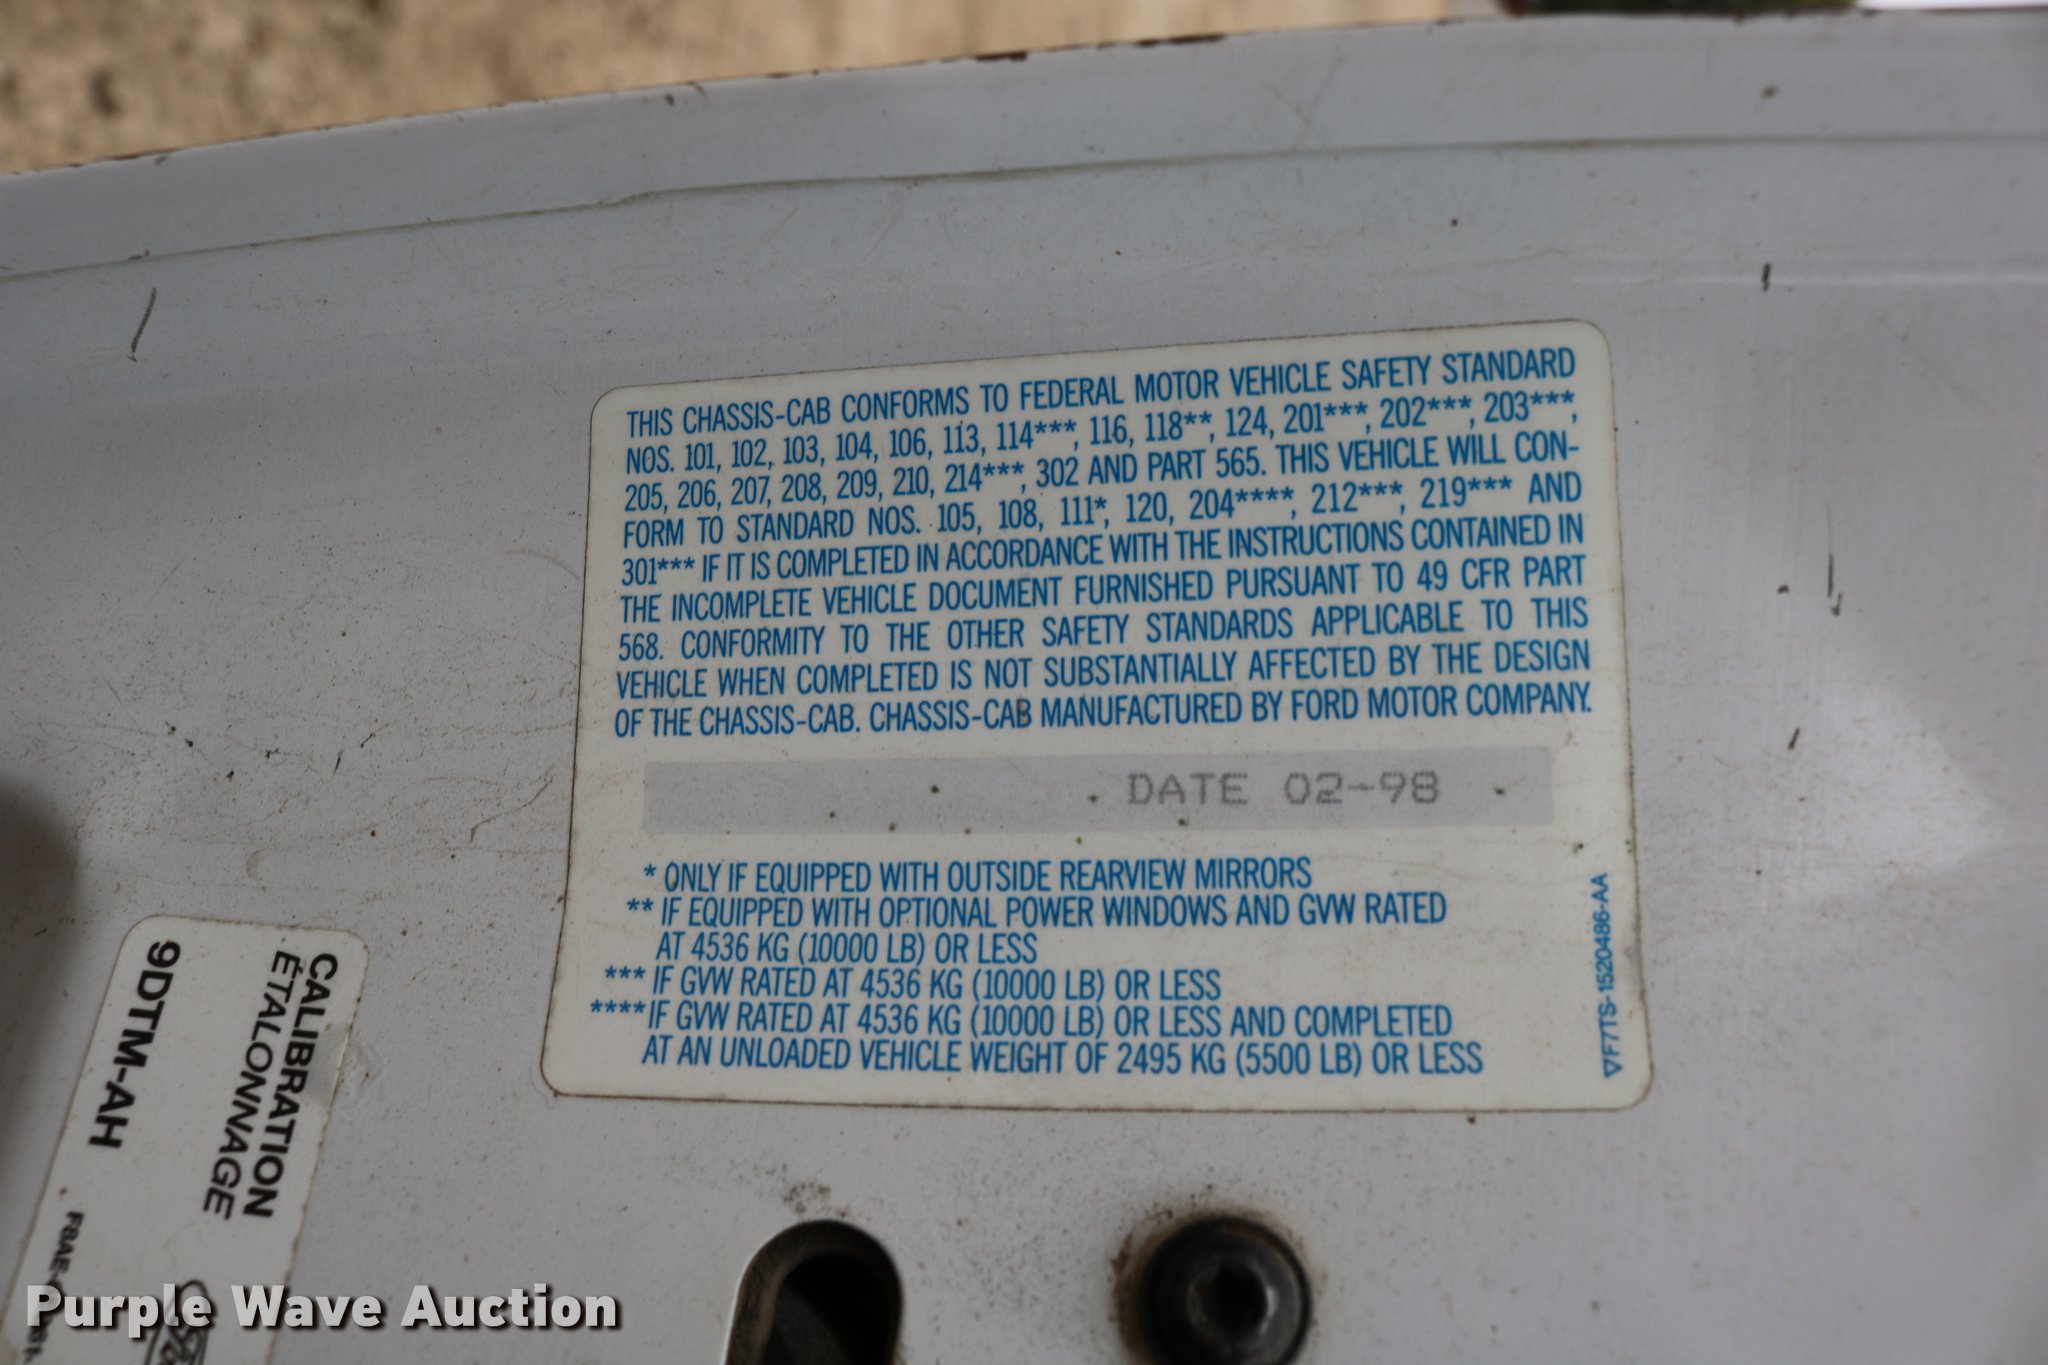 THIS CHASSIS-CAB CONFORMS TO FEDERAL MOTOR VEHICLE SAFETY STANDARD
NOS. 101, 102, 103, 104, 106, 113, 114***, 116, 118**, 124, 201***, 202***, 203***,
205, 206, 207, 208, 209, 210, 214***, 302 AND PART 565. THIS VEHICLE WILL CON-
FORM TO STANDARD NOS. 105, 108, 111*, 120, 204****, 212***, 219*** AND
301*** IF IT IS COMPLETED IN ACCORDANCE WITH THE INSTRUCTIONS CONTAINED IN
THE INCOMPLETE VEHICLE DOCUMENT FURNISHED PURSUANT TO 49 CFR PART
568. CONFORMITY TO THE OTHER SAFETY STANDARDS APPLICABLE TO THIS
VEHICLE WHEN COMPLETED IS NOT SUBSTANTIALLY AFFECTED BY THE DESIGN
OF THE CHASSIS-CAB. CHASSIS-CAB MANUFACTURED BY FORD MOTOR COMPANY.
DATE 02-98
* ONLY IF EQUIPPED WITH OUTSIDE REARVIEW MIRRORS
** IF EQUIPPED WITH OPTIONAL POWER WINDOWS AND GVW RATED
AT 4536 KG (10000 LB) OR LESS
*** IF GVW RATED AT 4536 KG (10000 LB) OR LESS
****IF GVW RATED AT 4536 KG (10000 LB) OR LESS AND COMPLETED
AT AN UNLOADED VEHICLE WEIGHT OF 2495 KG (5500 LB) OR LESS
▽F7TS-1520486-AA
CALIBRATION
ÉTALONNAGE
9DTM-AH
Purple Wave Auction